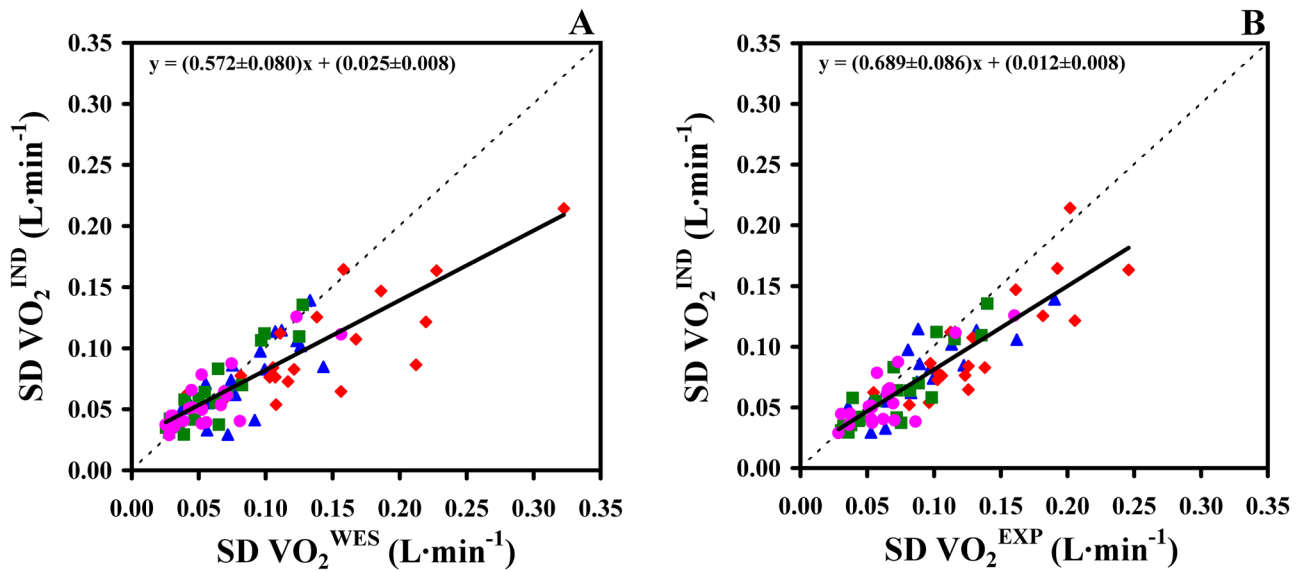 A
y = (0.572±0.080)x + (0.025±0.008)
0.35
0.30
0.25
0.20
0.15
0.10
0.05
0.00
SD VO₂ᴵᴺᴰ (L·min⁻¹)
0.00 0.05 0.10 0.15 0.20 0.25 0.30 0.35
SD VO₂ᵂᴱˢ (L·min⁻¹)
B
y = (0.689±0.086)x + (0.012±0.008)
0.35
0.30
0.25
0.20
0.15
0.10
0.05
0.00
SD VO₂ᴵᴺᴰ (L·min⁻¹)
0.00 0.05 0.10 0.15 0.20 0.25 0.30 0.35
SD VO₂ᴱˣᴾ (L·min⁻¹)